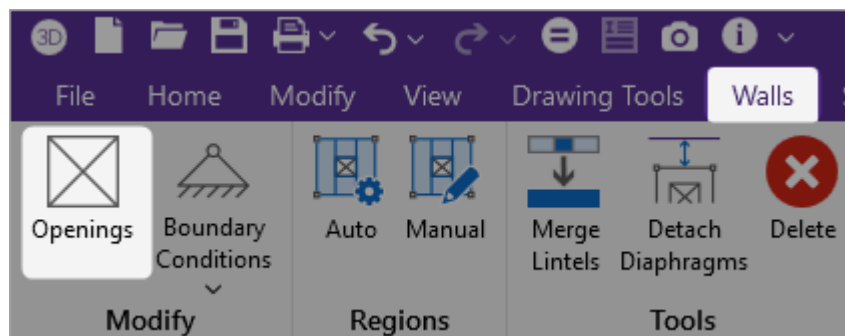 3D
File Home Modify View Drawing Tools Walls
Openings Boundary Conditions Auto Manual Merge Lintels Detach Diaphragms Delete
Modify Regions Tools